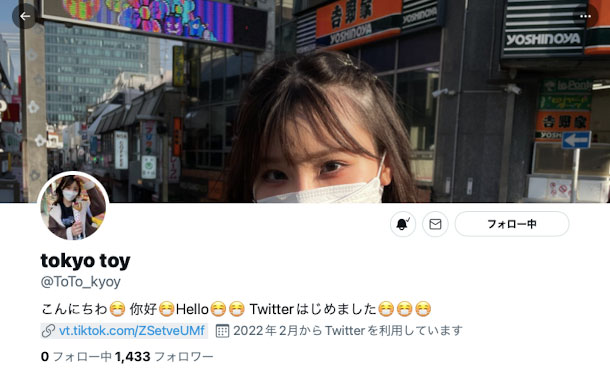 吉野家
YOSHINOYA
YOSHINOYA
吉野家
tokyo toy
フォロー中
@ToTo_kyoy
こんにちわ😷 你好😷Hello😷😷 Twitterはじめました😷😷😷
vt.tiktok.com/ZSetveUMf 2022年2月からTwitterを利用しています
0 フォロー中 1,433 フォロワー